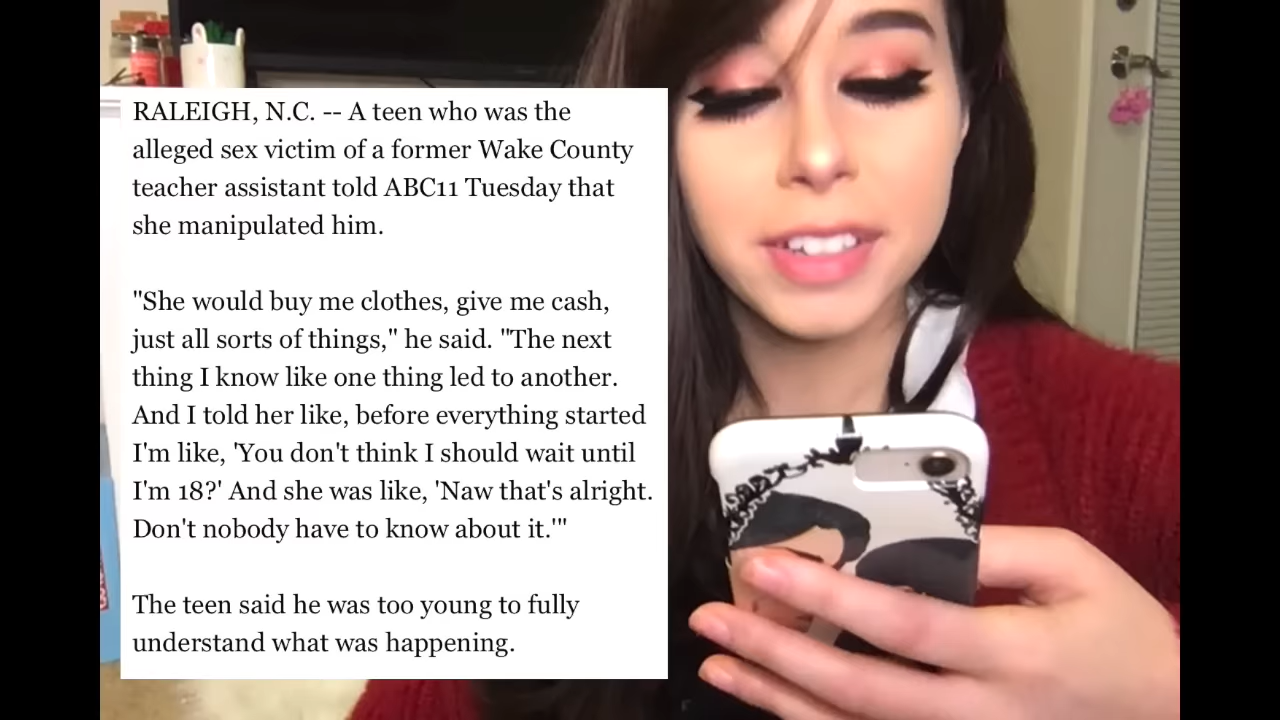 RALEIGH, N.C. -- A teen who was the
alleged sex victim of a former Wake County
teacher assistant told ABC11 Tuesday that
she manipulated him.
"She would buy me clothes, give me cash,
just all sorts of things," he said. "The next
thing I know like one thing led to another.
And I told her like, before everything started
I'm like, 'You don't think I should wait until
I'm 18?' And she was like, 'Naw that's alright.
Don't nobody have to know about it.'"
The teen said he was too young to fully
understand what was happening.